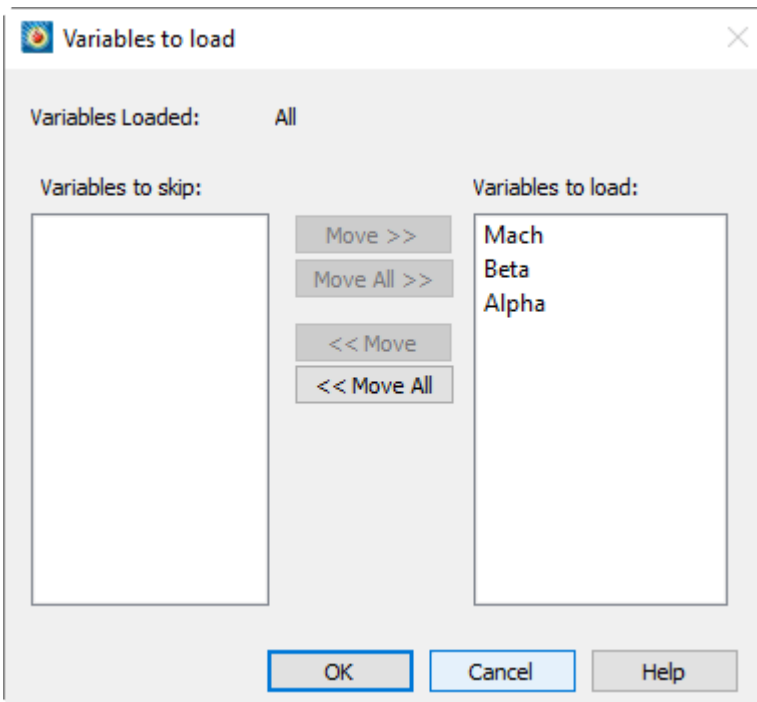 Variables to load
Variables Loaded: All
Variables to skip:
Variables to load:
Move >>
Move All >>
<< Move
<< Move All
Mach
Beta
Alpha
OK
Cancel
Help